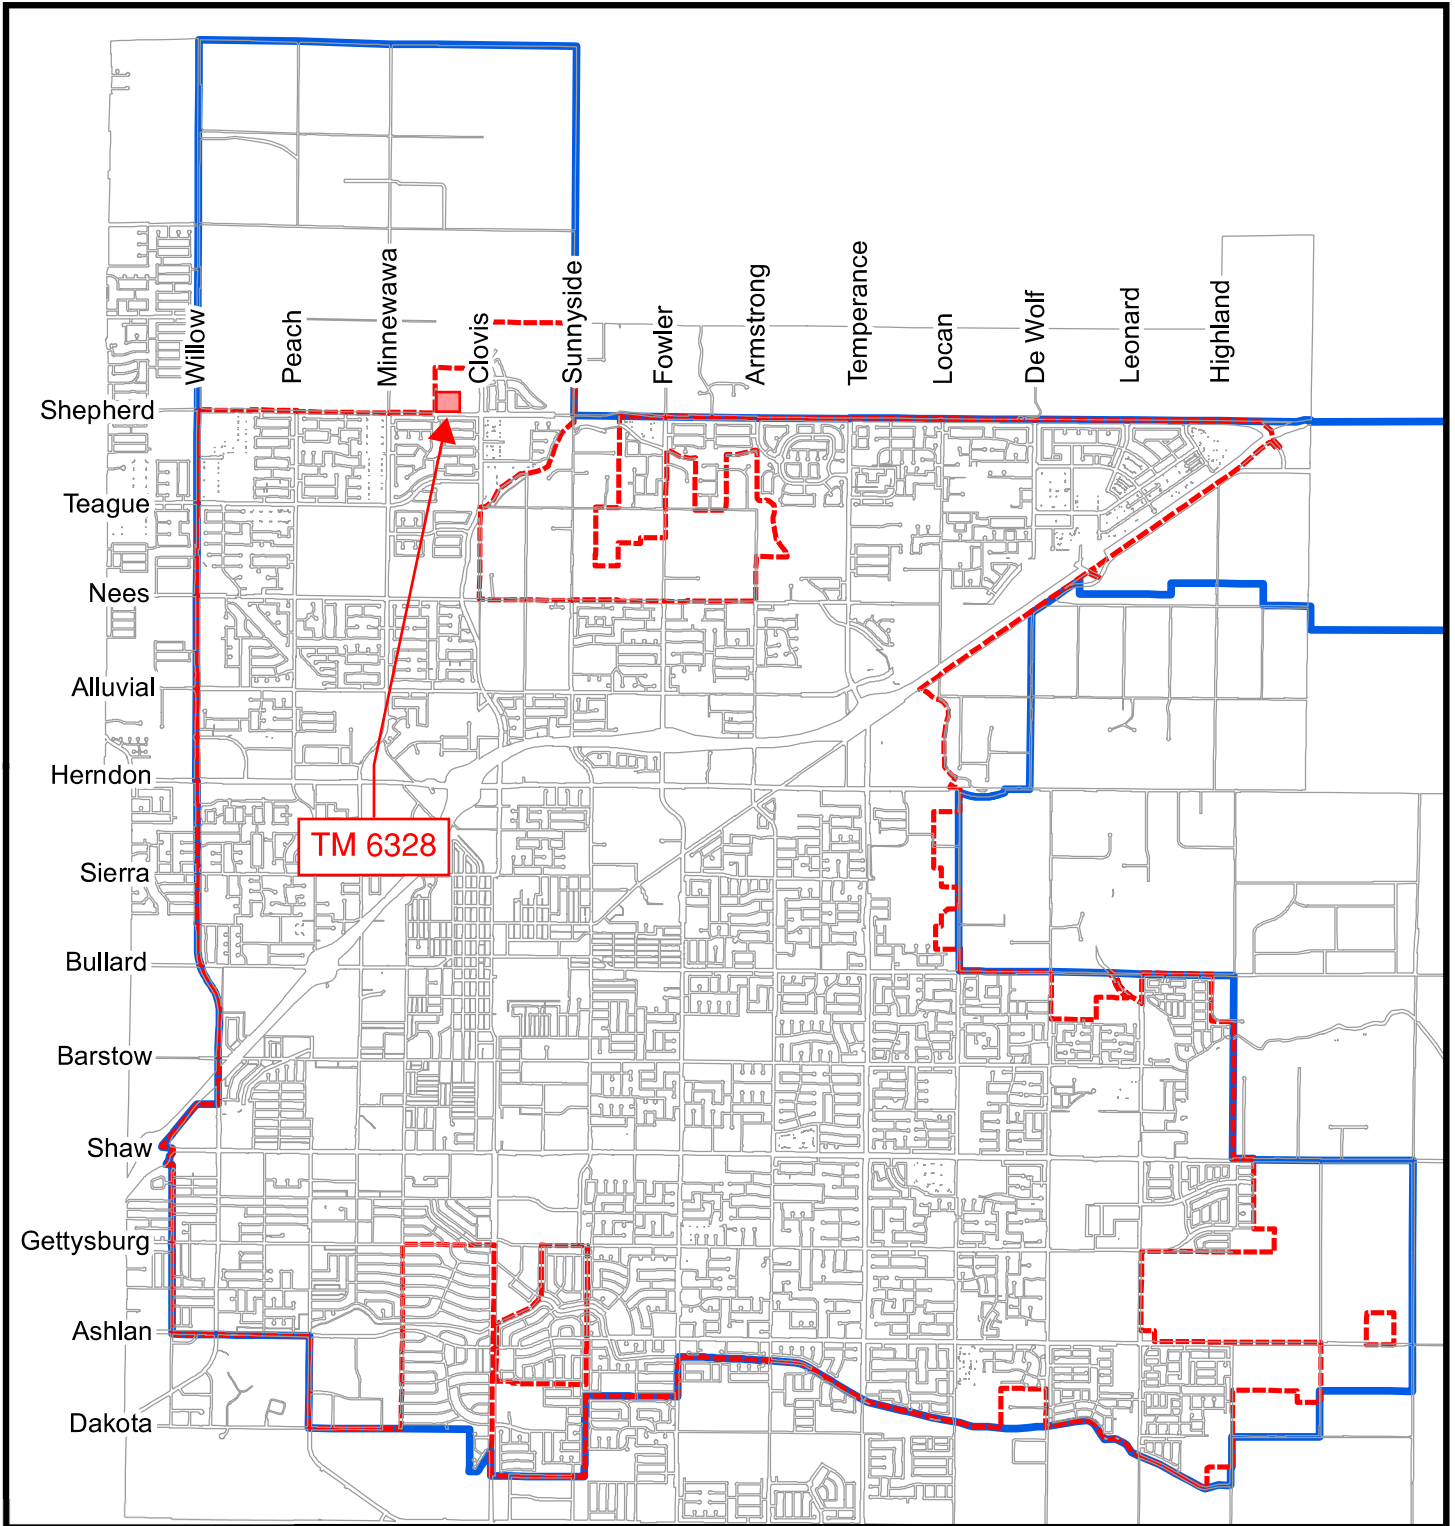 Willow
Peach
Minnewawa
Clovis
Sunnyside
Fowler
Armstrong
Temperance
Locan
De Wolf
Leonard
Highland
Shepherd
Teague
Nees
Alluvial
Herndon
TM 6328
Sierra
Bullard
Barstow
Shaw
Gettysburg
Ashlan
Dakota